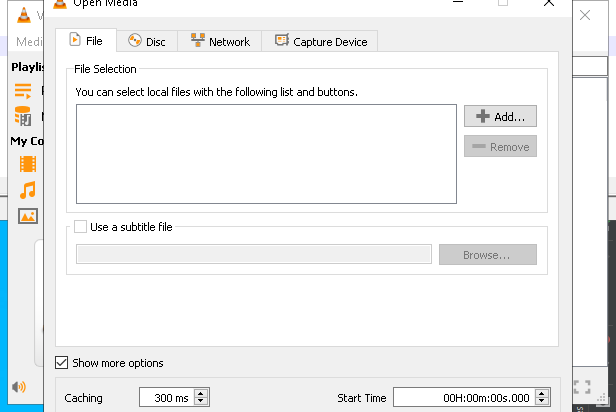 Open Media
Medi
File
Disc
Network
Capture Device
Playlis
File Selection
You can select local files with the following list and buttons.
Add...
Remove
My Co
Use a subtitle file
Browse...
Show more options
Caching
300 ms
Start Time
00H:00m:00s.000